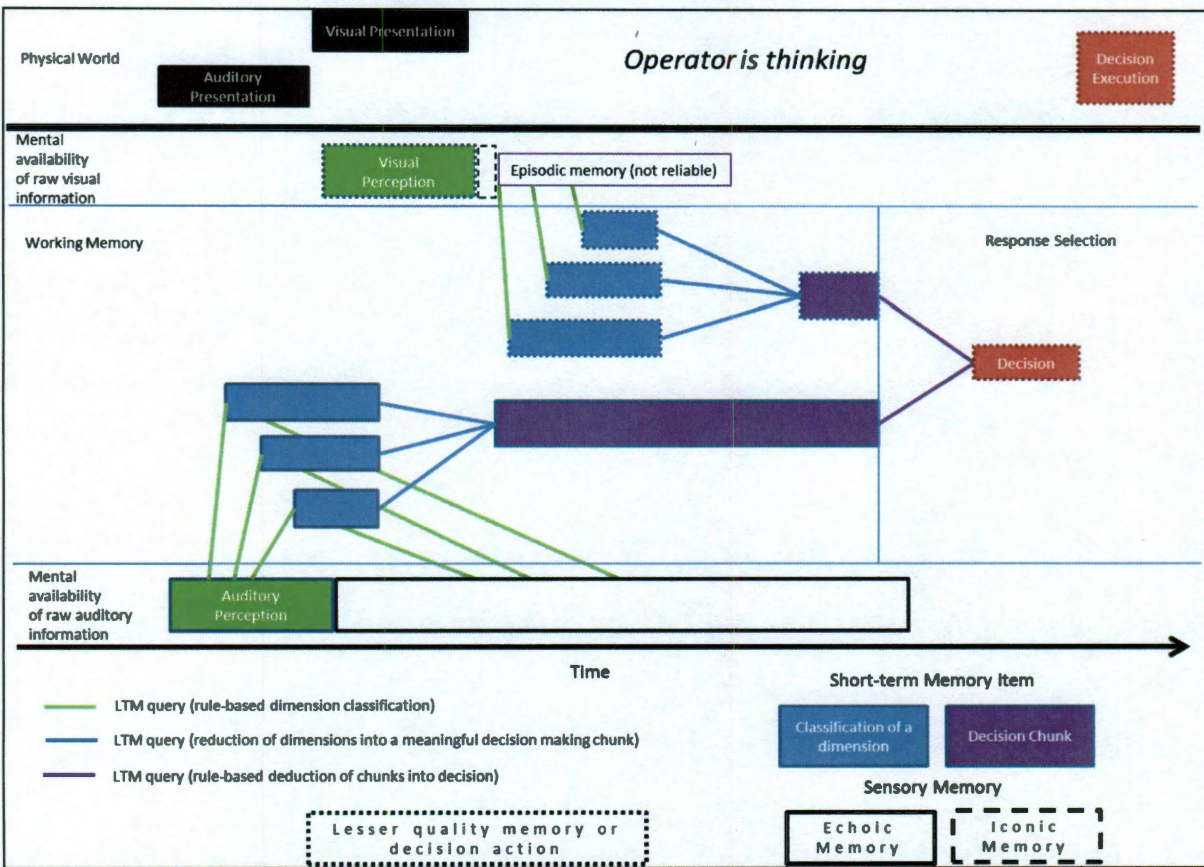 Visual Presentation
Physical World
Operator is thinking
Decision
Execution
Auditory
Presentation
Mental
availability
of raw visual
information
Visual
Perception
Episodic memory (not reliable)
Working Memory
Response Selection
Decision
Mental
availability
of raw auditory
information
Auditory
Perception
Time
Short-term Memory Item
LTM query (rule-based dimension classification)
LTM query (reduction of dimensions into a meaningful decision making chunk)
LTM query (rule-based deduction of chunks into decision)
Classification of a
dimension
Decision Chunk
Sensory Memory
Lesser quality memory or
decision action
Echoic
Memory
Iconic
Memory